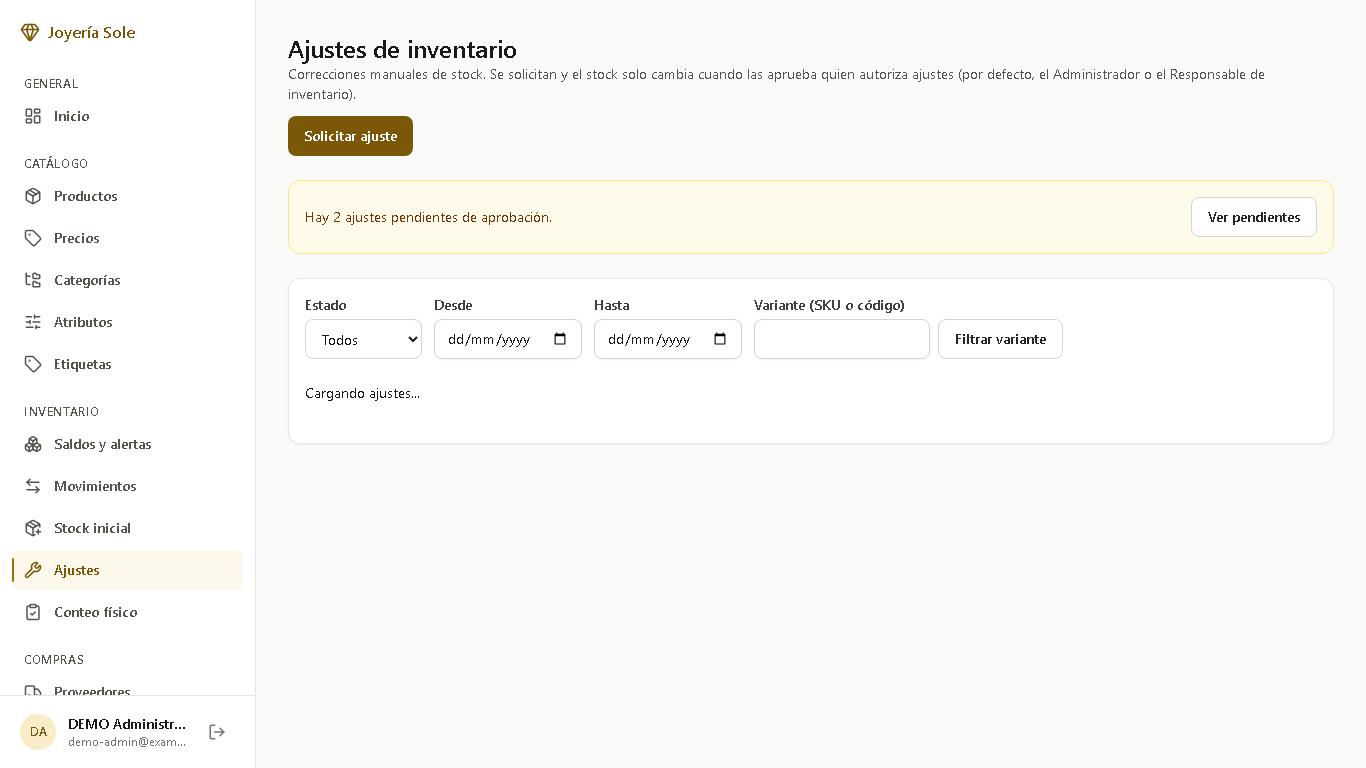 Joyería Sole
GENERAL
Inicio
CATÁLOGO
Productos
Precios
Categorías
Atributos
Etiquetas
INVENTARIO
Saldos y alertas
Movimientos
Stock inicial
Ajustes
Conteo físico
COMPRAS
Proveedores
DA
DEMO Administr...
demo-admin@exam...
Ajustes de inventario
Correcciones manuales de stock. Se solicitan y el stock solo cambia cuando las aprueba quien autoriza ajustes (por defecto, el Administrador o el Responsable de
inventario).
Solicitar ajuste
Hay 2 ajustes pendientes de aprobación.
Ver pendientes
Estado
Desde
Hasta
Variante (SKU o código)
Todos
dd/mm/yyyy
dd/mm/yyyy
Filtrar variante
Cargando ajustes...